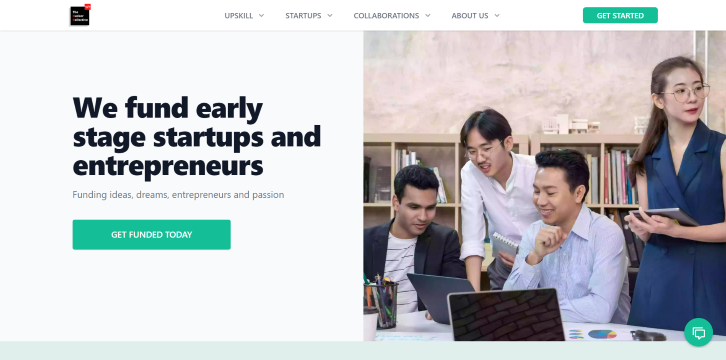 UPSKILL
STARTUPS
COLLABORATIONS
ABOUT US
GET STARTED
We fund early
stage startups and
entrepreneurs
Funding ideas, dreams, entrepreneurs and passion
GET FUNDED TODAY